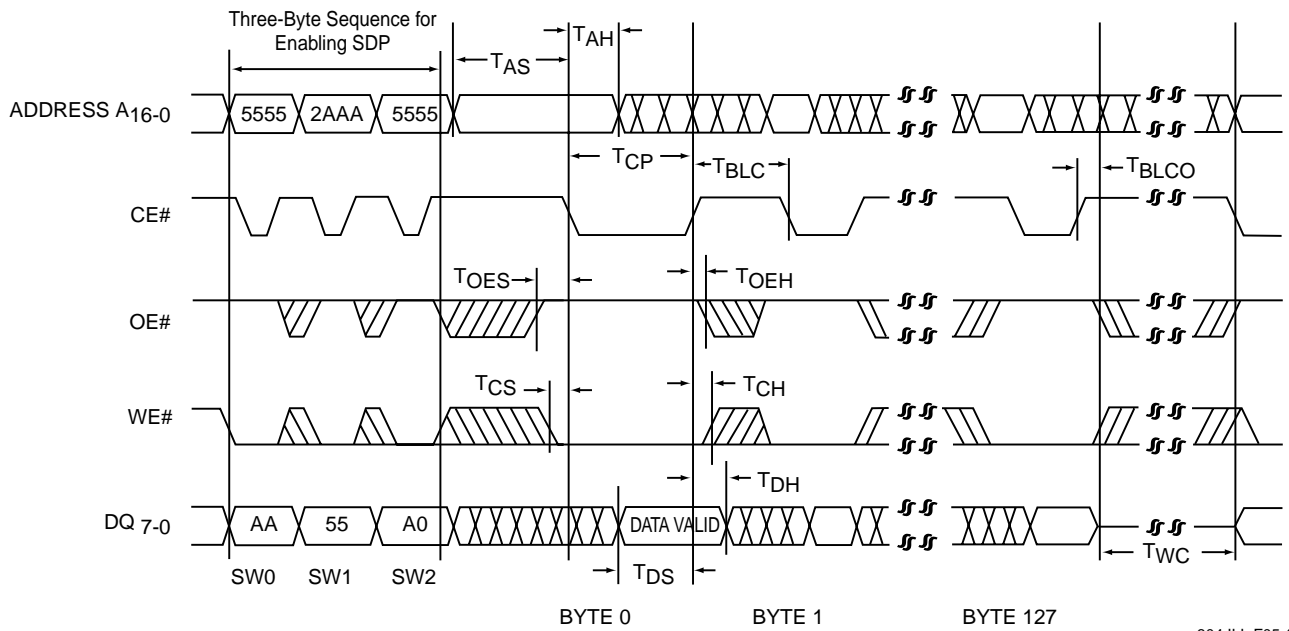 Three-Byte Sequence for
Enabling SDP
TAH
TAS
ADDRESS A16-0
5555 2AAA 5555
TCP
TBLC
TBLCO
CE#
TOES
TOEH
OE#
TCS
TCH
WE#
TDH
DQ 7-0
AA 55 A0
DATA VALID
SW0 SW1 SW2
TDS
TWC
BYTE 0 BYTE 1 BYTE 127